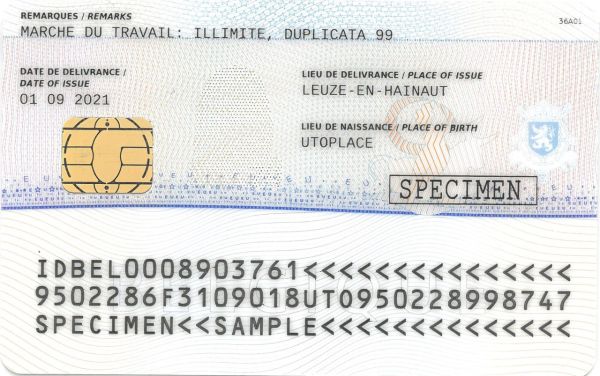 REMARQUES / REMARKS
36A01
MARCHE DU TRAVAIL: ILLIMITE, DUPLICATA 99
DATE DE DELIVRANCE /
DATE OF ISSUE
01 09 2021
LIEU DE DELIVRANCE / PLACE OF ISSUE
LEUZE-EN-HAINAUT
LIEU DE NAISSANCE / PLACE OF BIRTH
UTOPLACE
SPECIMEN
IDBEL0008903761<<<<<<<<<<<<<<<
9502286F3109018UT0950228998747
SPECIMEN<<SAMPLE<<<<<<<<<<<<<<